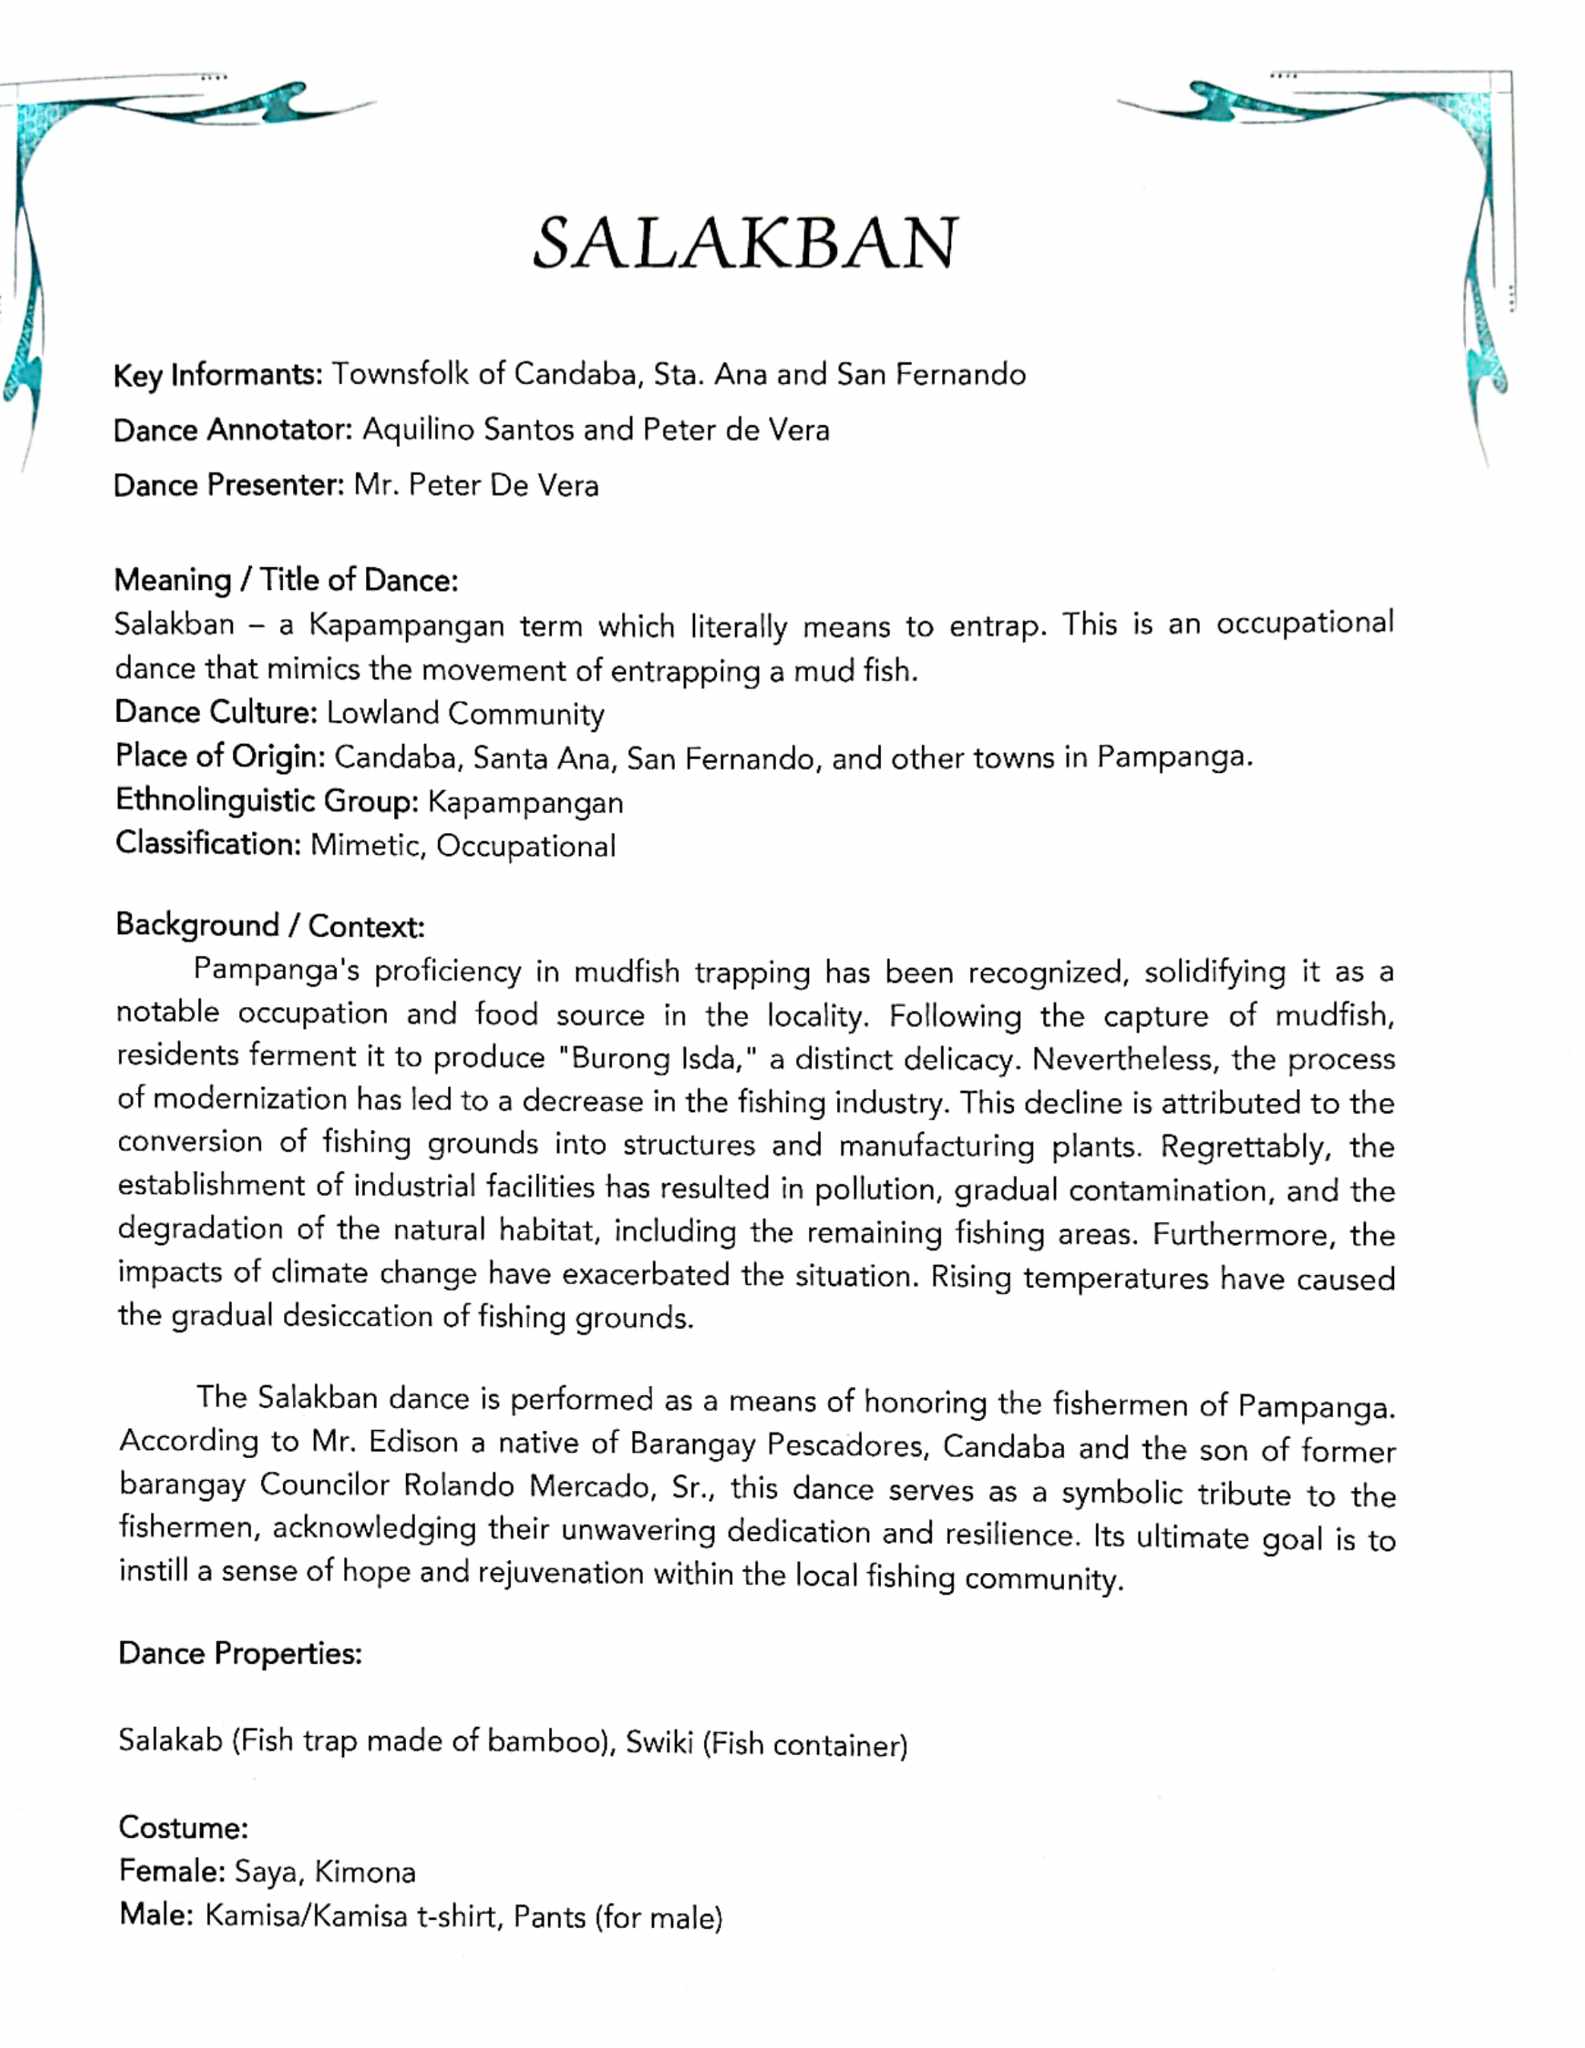 SALAKBAN
Key Informants: Townsfolk of Candaba, Sta. Ana and San Fernando
Dance Annotator: Aquilino Santos and Peter de Vera
Dance Presenter: Mr. Peter De Vera
Meaning / Title of Dance:
Salakban – a Kapampangan term which literally means to entrap. This is an occupational
dance that mimics the movement of entrapping a mud fish.
Dance Culture: Lowland Community
Place of Origin: Candaba, Santa Ana, San Fernando, and other towns in Pampanga.
Ethnolinguistic Group: Kapampangan
Classification: Mimetic, Occupational
Background / Context:
Pampanga's proficiency in mudfish trapping has been recognized, solidifying it as a
notable occupation and food source in the locality. Following the capture of mudfish,
residents ferment it to produce "Burong Isda," a distinct delicacy. Nevertheless, the process
of modernization has led to a decrease in the fishing industry. This decline is attributed to the
conversion of fishing grounds into structures and manufacturing plants. Regrettably, the
establishment of industrial facilities has resulted in pollution, gradual contamination, and the
degradation of the natural habitat, including the remaining fishing areas. Furthermore, the
impacts of climate change have exacerbated the situation. Rising temperatures have caused
the gradual desiccation of fishing grounds.
The Salakban dance is performed as a means of honoring the fishermen of Pampanga.
According to Mr. Edison a native of Barangay Pescadores, Candaba and the son of former
barangay Councilor Rolando Mercado, Sr., this dance serves as a symbolic tribute to the
fishermen, acknowledging their unwavering dedication and resilience. Its ultimate goal is to
instill a sense of hope and rejuvenation within the local fishing community.
Dance Properties:
Salakab (Fish trap made of bamboo), Swiki (Fish container)
Costume:
Female: Saya, Kimona
Male: Kamisa/Kamisa t-shirt, Pants (for male)